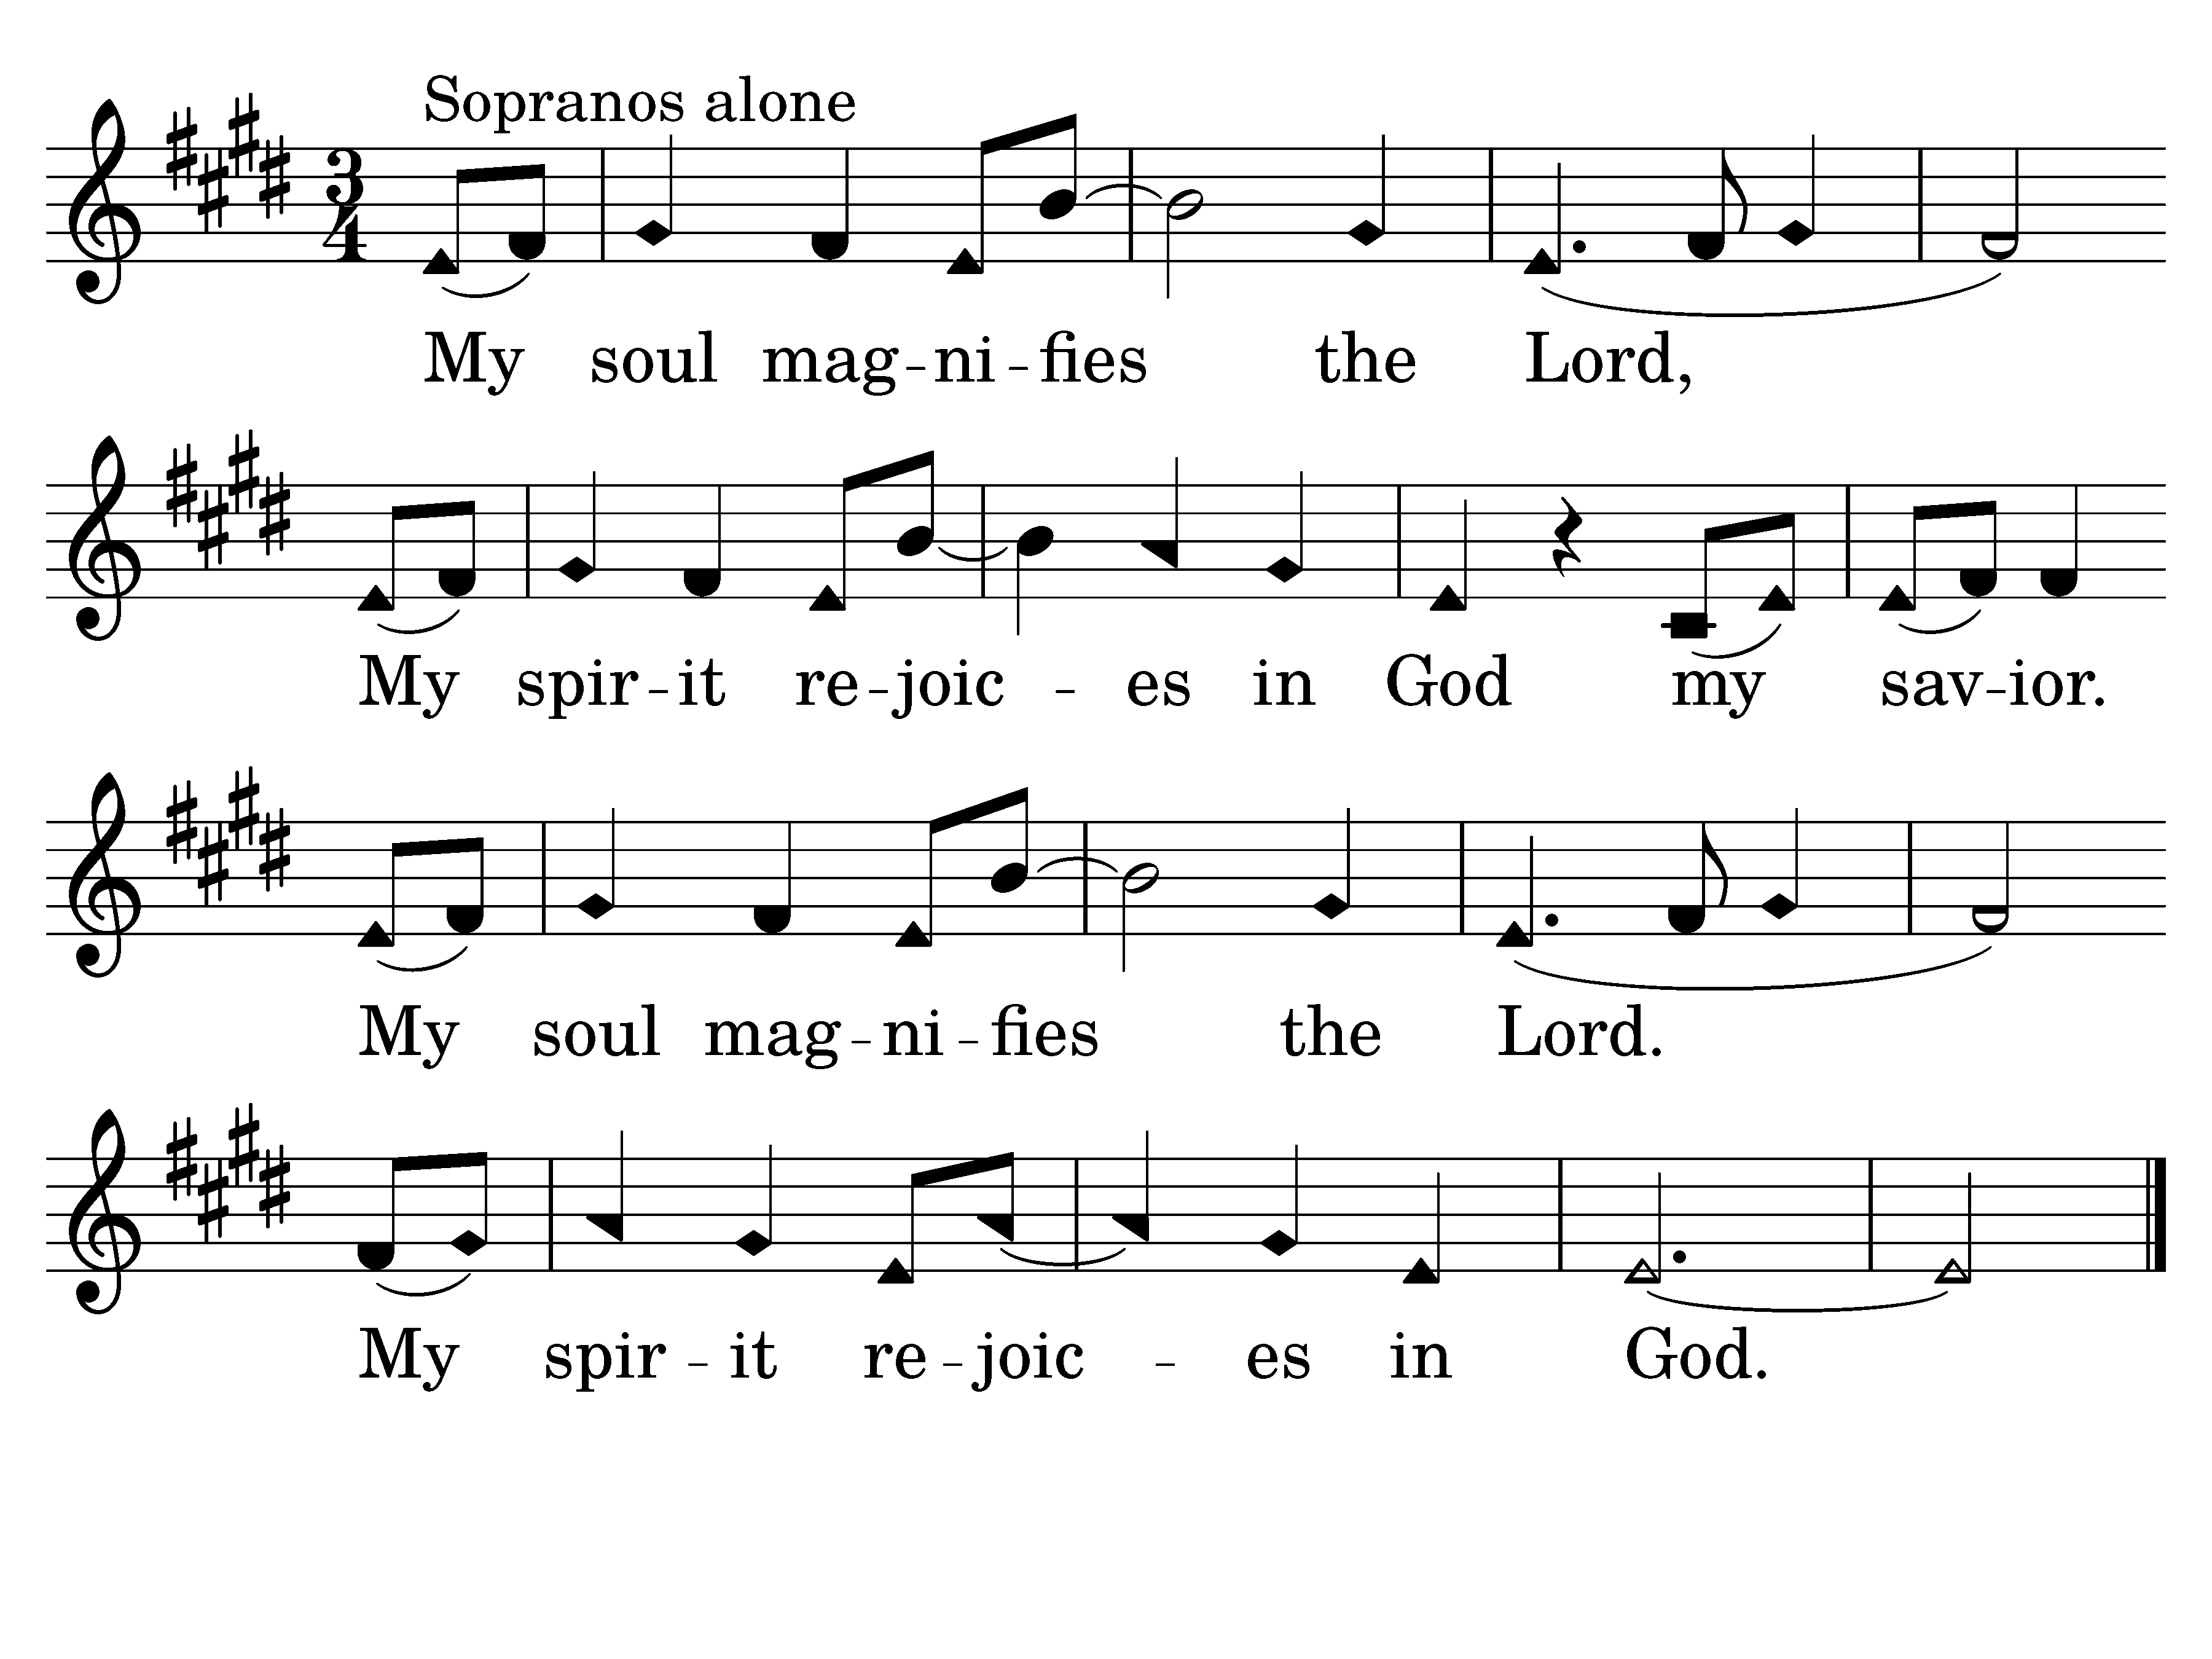 Sopranos alone
3
4
My soul mag-ni-fies the Lord,
My spir-it re-joic-es in God my sav-ior.
My soul mag-ni-fies the Lord.
My spir-it re-joic-es in God.